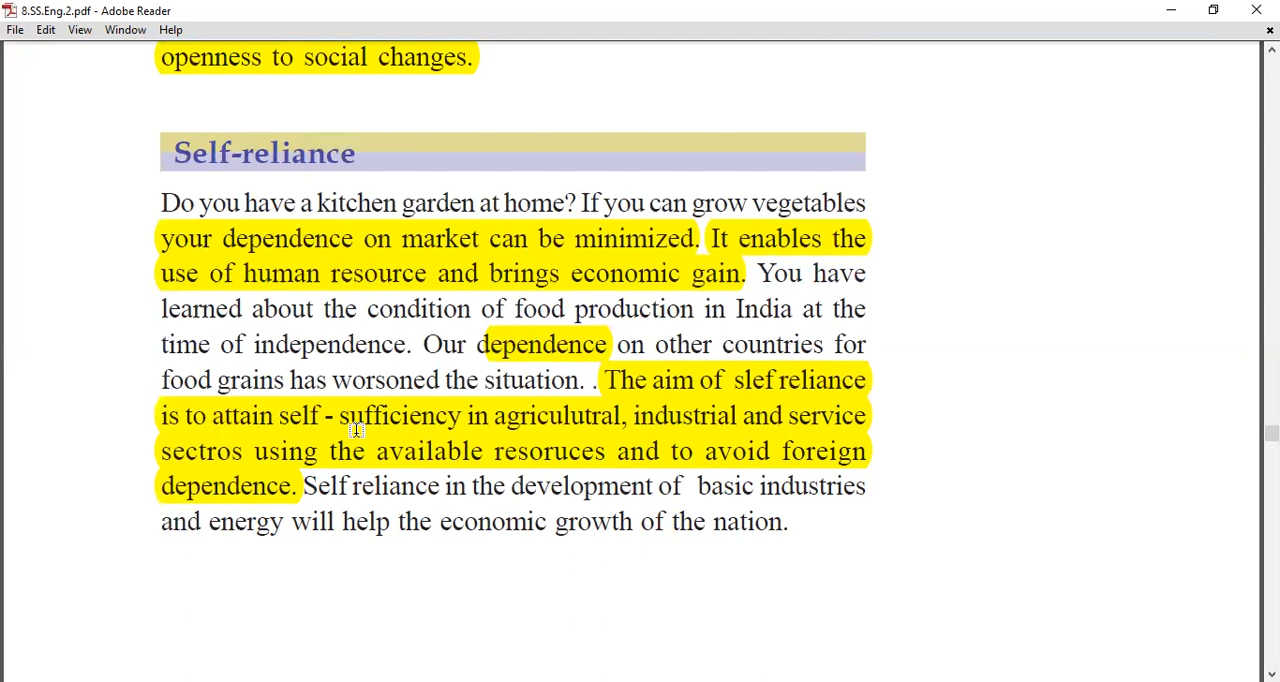 8.SS.Eng.2.pdf - Adobe Reader
File Edit View Window Help
openness to social changes.
Self-reliance
Do you have a kitchen garden at home? If you can grow vegetables
your dependence on market can be minimized. It enables the
use of human resource and brings economic gain. You have
learned about the condition of food production in India at the
time of independence. Our dependence on other countries for
food grains has worsoned the situation. . The aim of slef reliance
is to attain self - sufficiency in agriculutral, industrial and service
sectros using the available resoruces and to avoid foreign
dependence. Self reliance in the development of basic industries
and energy will help the economic growth of the nation.